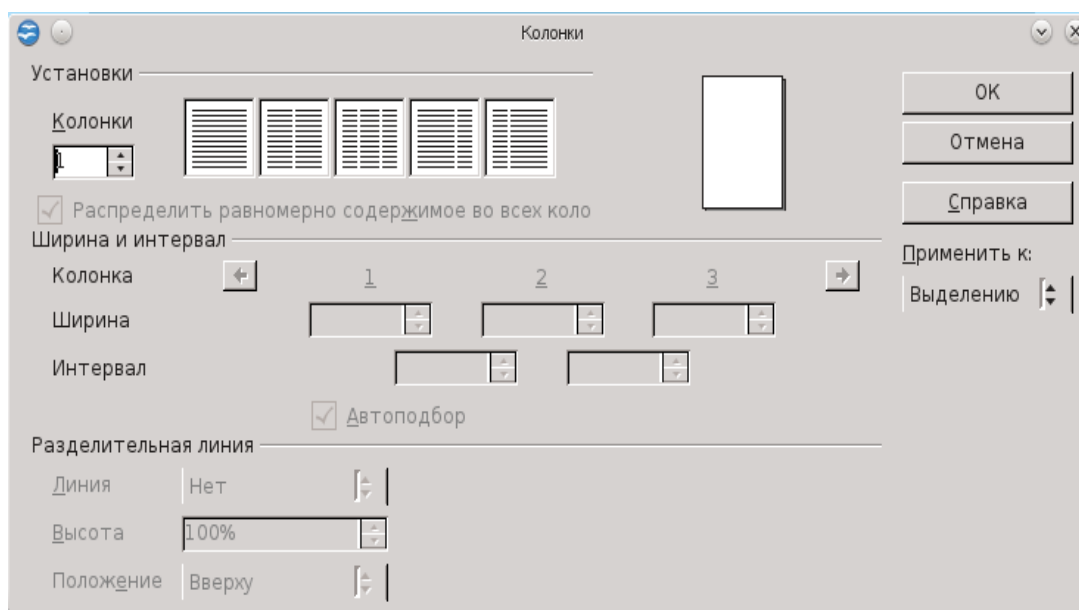 Колонки
Установки
Колонки
1
Распределить равномерно содержимое во всех коло
Ширина и интервал
Колонка 1 2 3
Ширина
Интервал
Автоподбор
Разделительная линия
Линия Нет
Высота 100%
Положение Вверху
OK
Отмена
Справка
Применить к:
Выделению